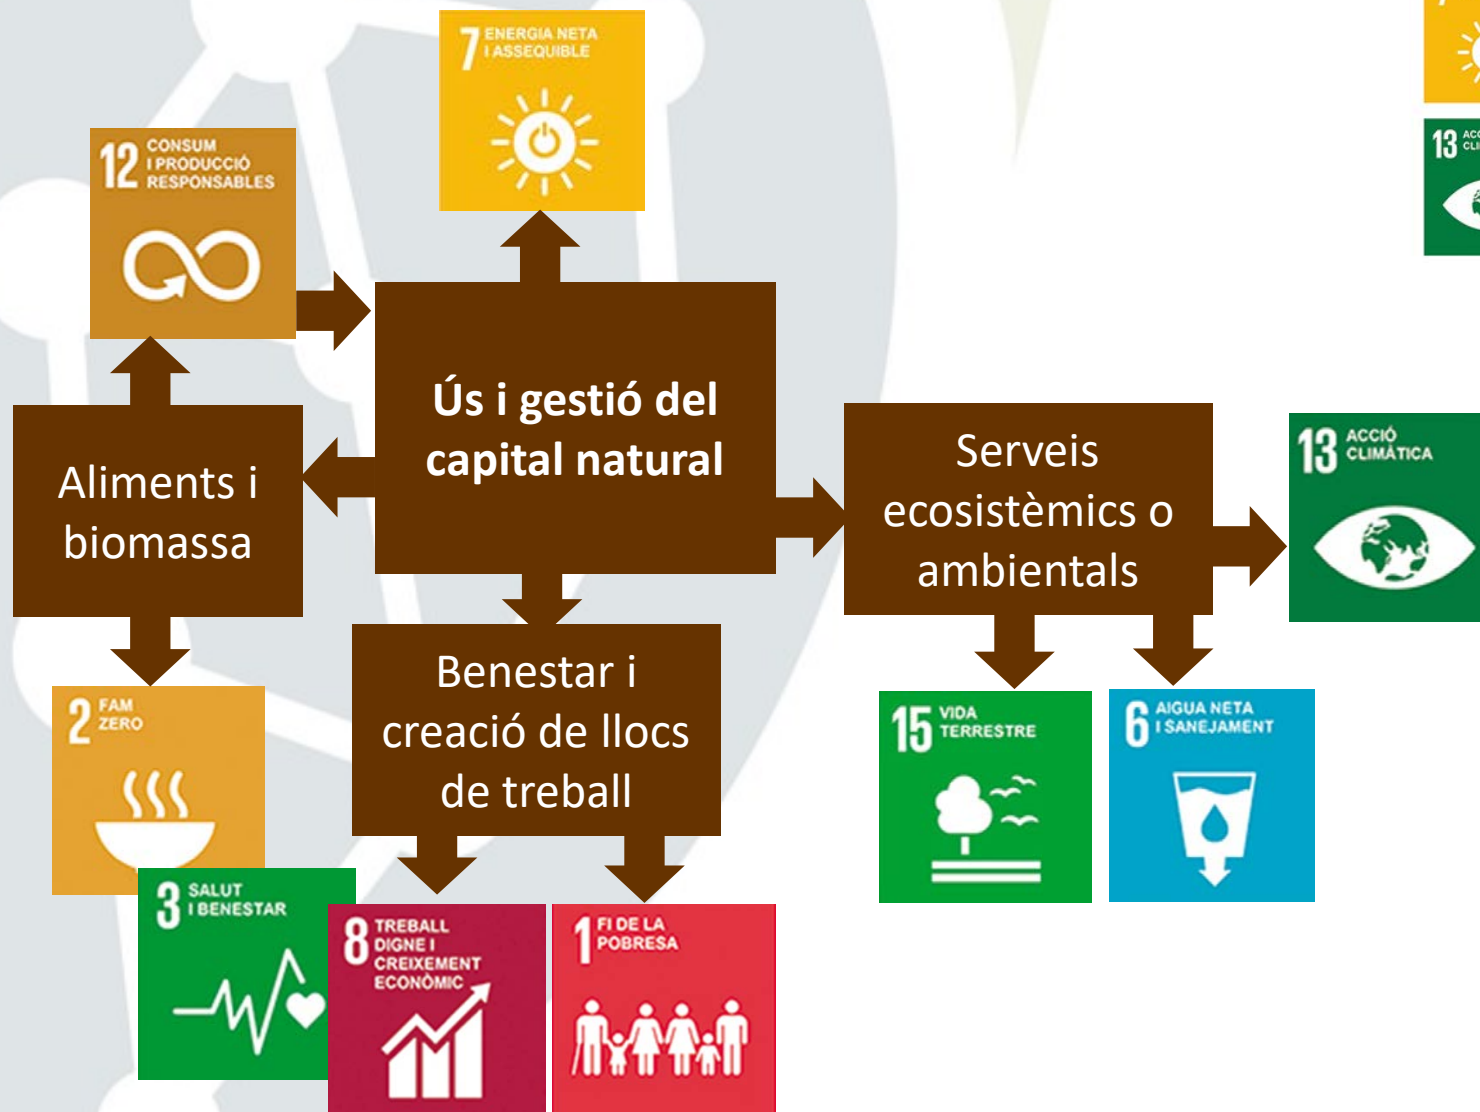 7 ENERGIA NETA
I ASSEQUIBLE
12 CONSUM
I PRODUCCIÓ
RESPONSABLES
13
Ús i gestió del
capital natural
Aliments i
biomassa
Serveis
ecosistèmics o
ambientals
13 ACCIÓ
CLIMÀTICA
Benestar i
creació de llocs
de treball
2 FAM
ZERO
15 VIDA
TERRESTRE
6 AIGUA NETA
I SANEJAMENT
3 SALUT
I BENESTAR
8 TREBALL
DIGNE I
CREIXEMENT
ECONÒMIC
1 FI DE LA
POBRESA